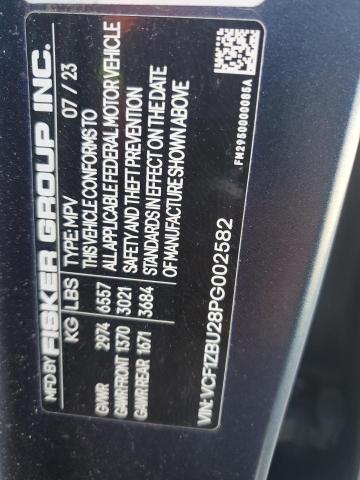 MFD BY FISKER GROUP INC.
KG LBS TYPE: MPV 07 / 23
GVWR 2974 6557 THIS VEHICLE CONFORMS TO
GAWR FRONT 1370 3021 ALL APPLICABLE FEDERAL MOTOR VEHICLE
GAWR REAR 1671 3684 SAFETY AND THEFT PREVENTION
STANDARDS IN EFFECT ON THE DATE
OF MANUFACTURE SHOWN ABOVE
VIN: VCF1ZBU28PG002582
FM2950000085A